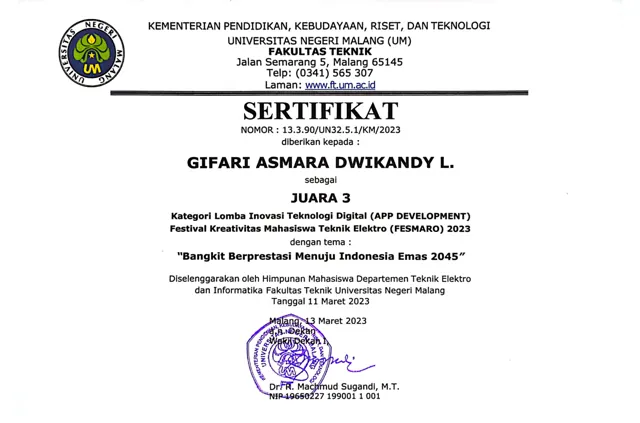 KEMENTERIAN PENDIDIKAN, KEBUDAYAAN, RISET, DAN TEKNOLOGI
UNIVERSITAS NEGERI MALANG (UM)
FAKULTAS TEKNIK
Jalan Semarang 5, Malang 65145
Telp: (0341) 565 307
Laman: www.ft.um.ac.id
UNIVERSITAS NEGERI MALANG
UM
SERTIFIKAT
NOMOR : 13.3.90/UN32.5.1/KM/2023
diberikan kepada :
GIFARI ASMARA DWIKANDY L.
sebagai
JUARA 3
Kategori Lomba Inovasi Teknologi Digital (APP DEVELOPMENT)
Festival Kreativitas Mahasiswa Teknik Elektro (FESMARO) 2023
dengan tema :
"Bangkit Berprestasi Menuju Indonesia Emas 2045"
Diselenggarakan oleh Himpunan Mahasiswa Departemen Teknik Elektro
dan Informatika Fakultas Teknik Universitas Negeri Malang
Tanggal 11 Maret 2023
Malang, 13 Maret 2023
a.n. Dekan
Wakil Dekan I,
Dr. H. Machmud Sugandi, M.T.
NIP 19650227 199001 1 001